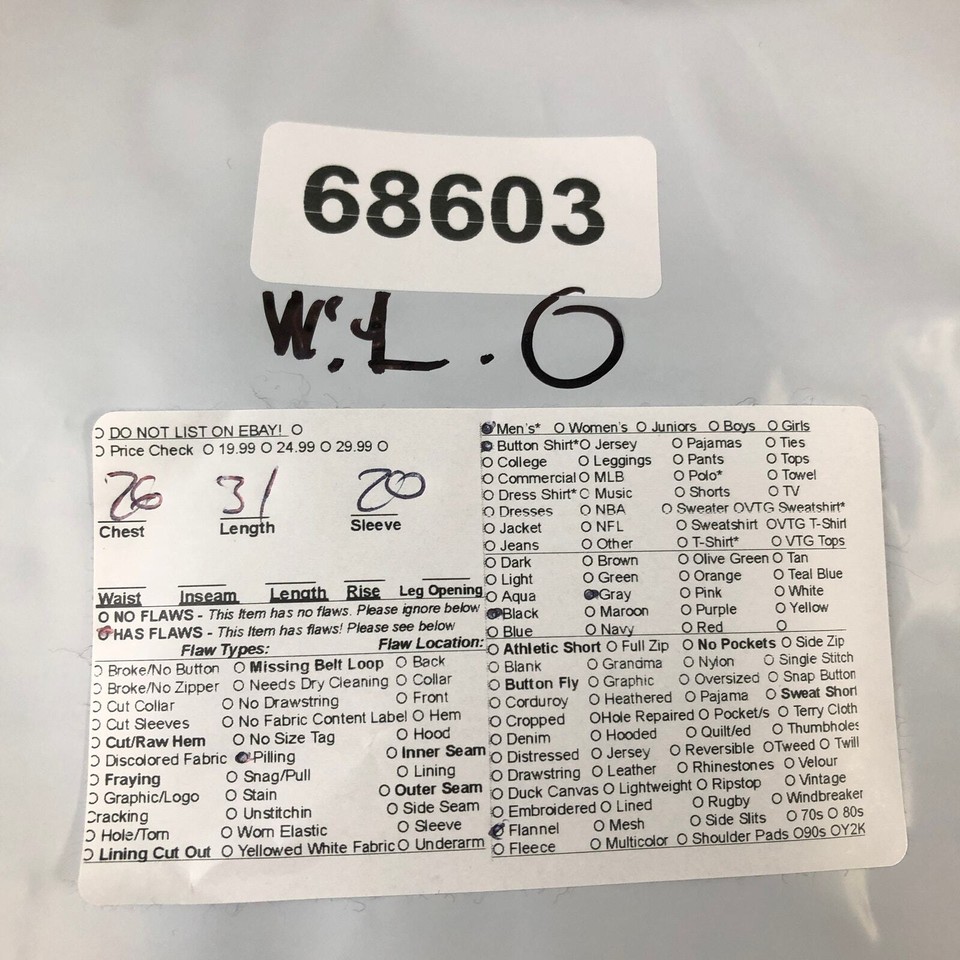 68603
W.L. O
DO NOT LIST ON EBAY!
Price Check 19.99 24.99 29.99
26 31 20
Chest Length Sleeve
Waist Inseam Length Rise Leg Opening
NO FLAWS - This Item has no flaws. Please ignore below
HAS FLAWS - This Item has flaws! Please see below
Flaw Types: Flaw Location:
Broke/No Button Missing Belt Loop Back
Broke/No Zipper Needs Dry Cleaning Collar
Cut Collar No Drawstring Front
Cut Sleeves No Fabric Content Label Hem
Cut/Raw Hem No Size Tag Hood
Discolored Fabric Pilling Inner Seam
Fraying Snag/Pull Lining
Graphic/Logo Stain Outer Seam
Cracking Unstitchin Side Seam
Hole/Torn Worn Elastic Sleeve
Lining Cut Out Yellowed White Fabric Underarm
Men's* Women's Juniors Boys Girls
Button Shirt* Jersey Pajamas Ties
College Leggings Pants Tops
Commercial MLB Polo* Towel
Dress Shirt* Music Shorts TV
Dresses NBA Sweater VTG Sweatshirt*
Jacket NFL Sweatshirt VTG T-Shirt
Jeans Other T-Shirt* VTG Tops
Dark Brown Olive Green Tan
Light Green Orange Teal Blue
Aqua Gray Pink White
Black Maroon Purple Yellow
Blue Navy Red
Athletic Short Full Zip No Pockets Side Zip
Blank Grandma Nylon Single Stitch
Button Fly Graphic Oversized Snap Button
Corduroy Heathered Pajama Sweat Short
Cropped Hole Repaired Pocket/s Terry Cloth
Denim Hooded Quilt/ed Thumbholes
Distressed Jersey Reversible Tweed Twill
Drawstring Leather Rhinestones Velour
Duck Canvas Lightweight Ripstop Vintage
Embroidered Lined Rugby Windbreaker
Flannel Mesh Side Slits 70s 80s
Fleece Multicolor Shoulder Pads 90s Y2K